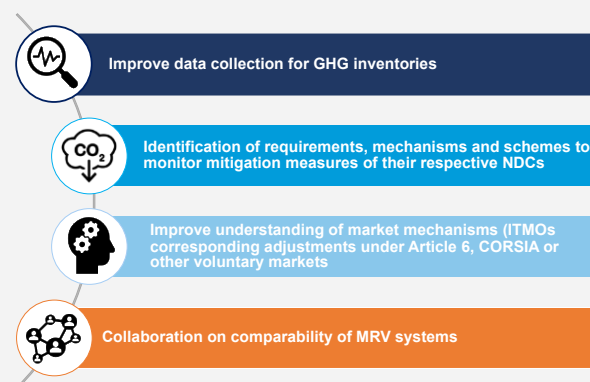 Improve data collection for GHG inventories
CO2
Identification of requirements, mechanisms and schemes to
monitor mitigation measures of their respective NDCs
Improve understanding of market mechanisms (ITMOs
corresponding adjustments under Article 6, CORSIA or
other voluntary markets
Collaboration on comparability of MRV systems